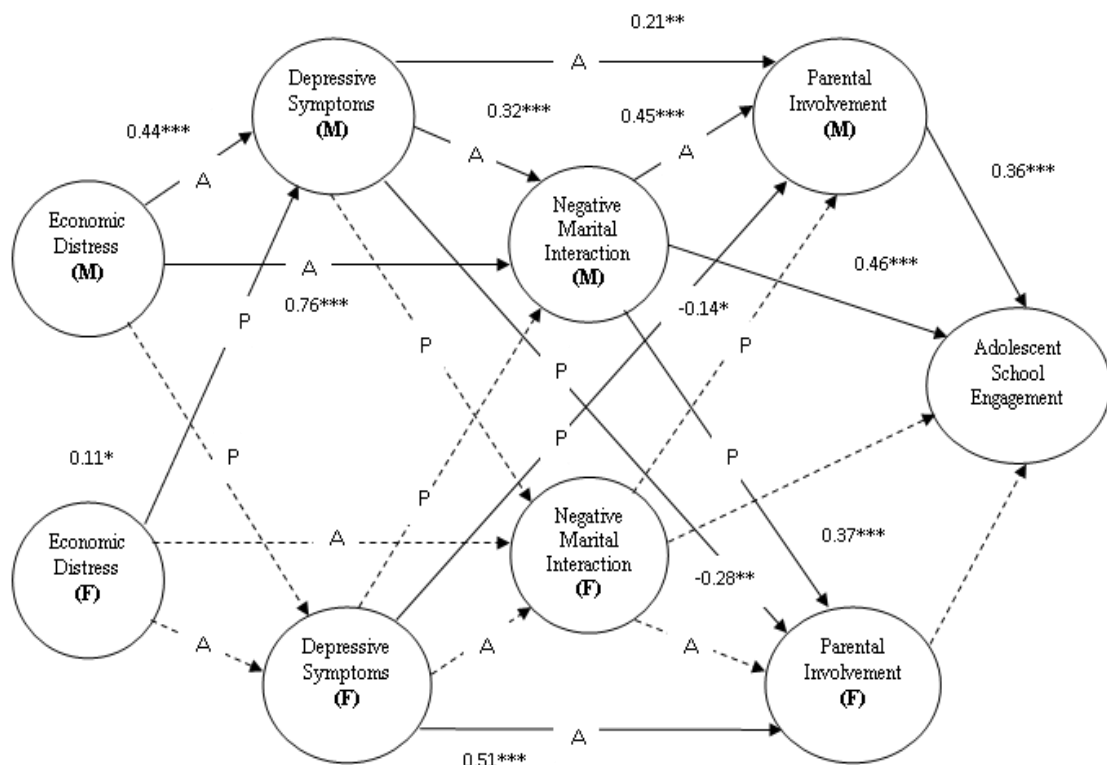 0.21**
A
Depressive
Symptoms
(M)
Parental
Involvement
(M)
0.44***
0.32***
0.45***
A
A
A
0.36***
Economic
Distress
(M)
Negative
Marital
Interaction
(M)
A
0.46***
P
0.76***
-0.14*
P
P
P
Adolescent
School
Engagement
P
P
0.11*
P
P
Economic
Distress
(F)
A
Negative
Marital
Interaction
(F)
0.37***
-0.28**
A
A
A
Depressive
Symptoms
(F)
Parental
Involvement
(F)
A
0.51***